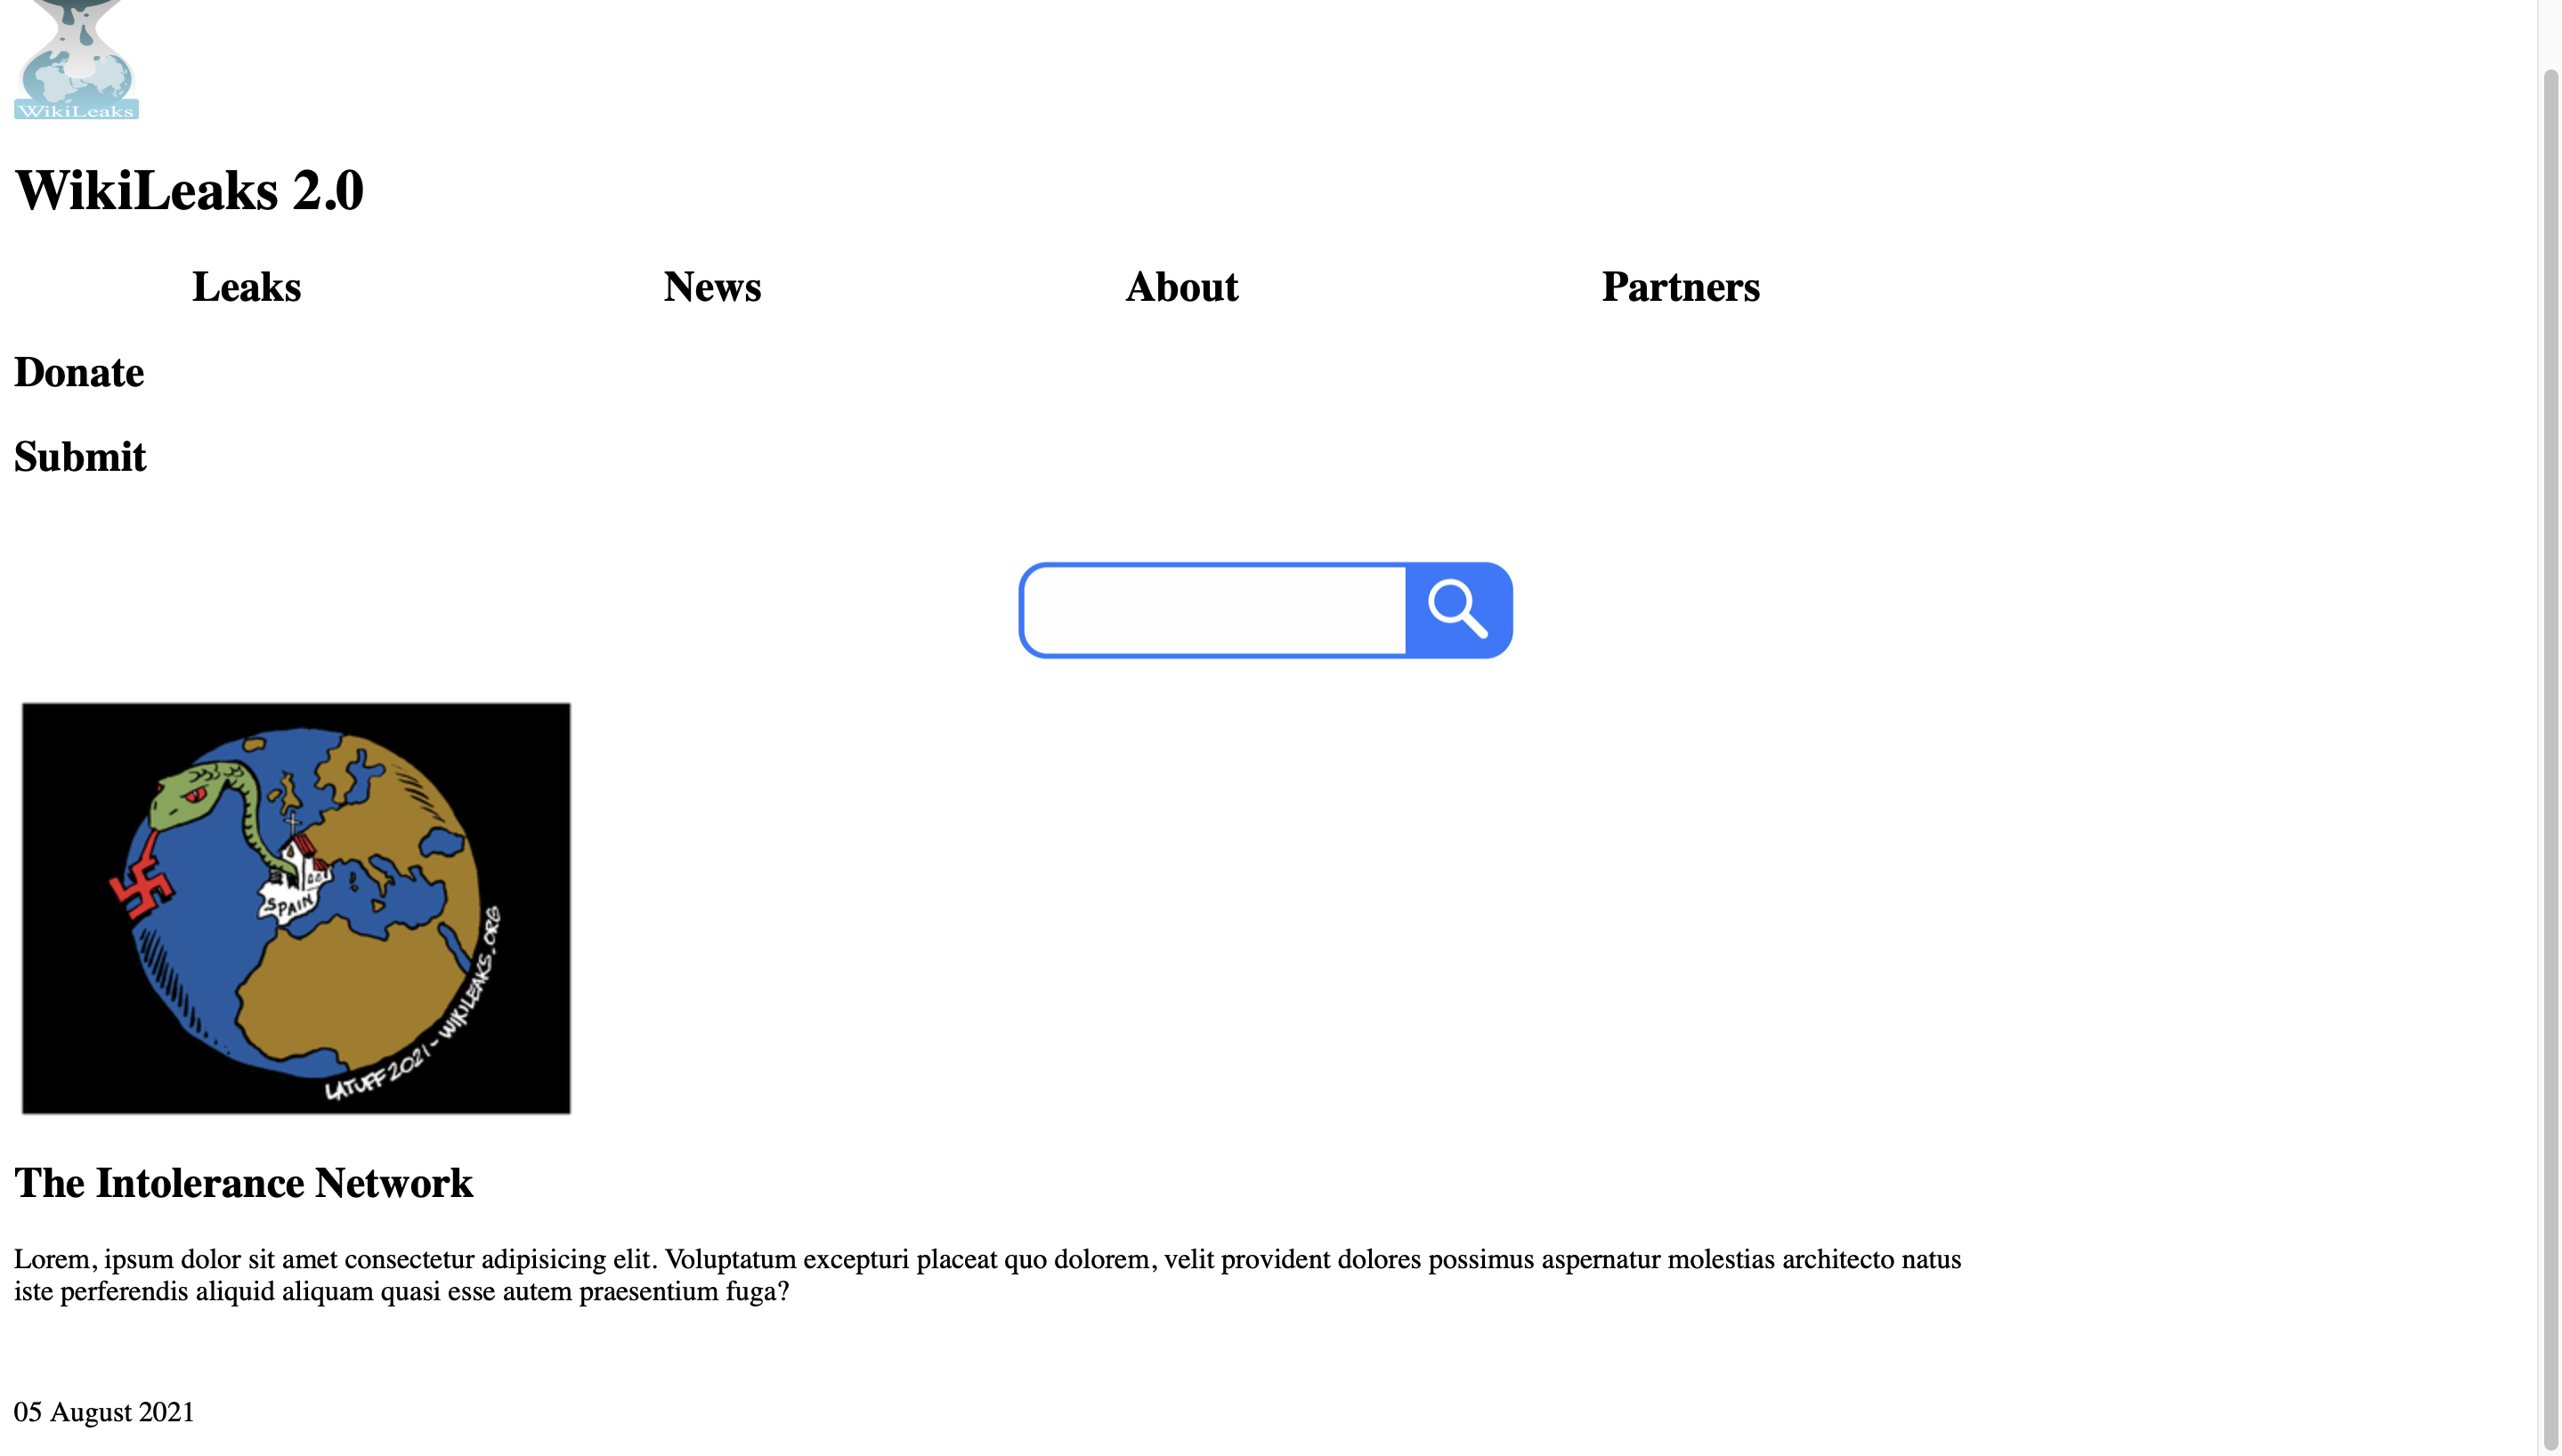 WikiLeaks
WikiLeaks 2.0
Leaks News About Partners
Donate
Submit
SPAIN
LATUFF 2021 - WIKILEAKS.ORG
The Intolerance Network
Lorem, ipsum dolor sit amet consectetur adipisicing elit. Voluptatum excepturi placeat quo dolorem, velit provident dolores possimus aspernatur molestias architecto natus
iste perferendis aliquid aliquam quasi esse autem praesentium fuga?
05 August 2021